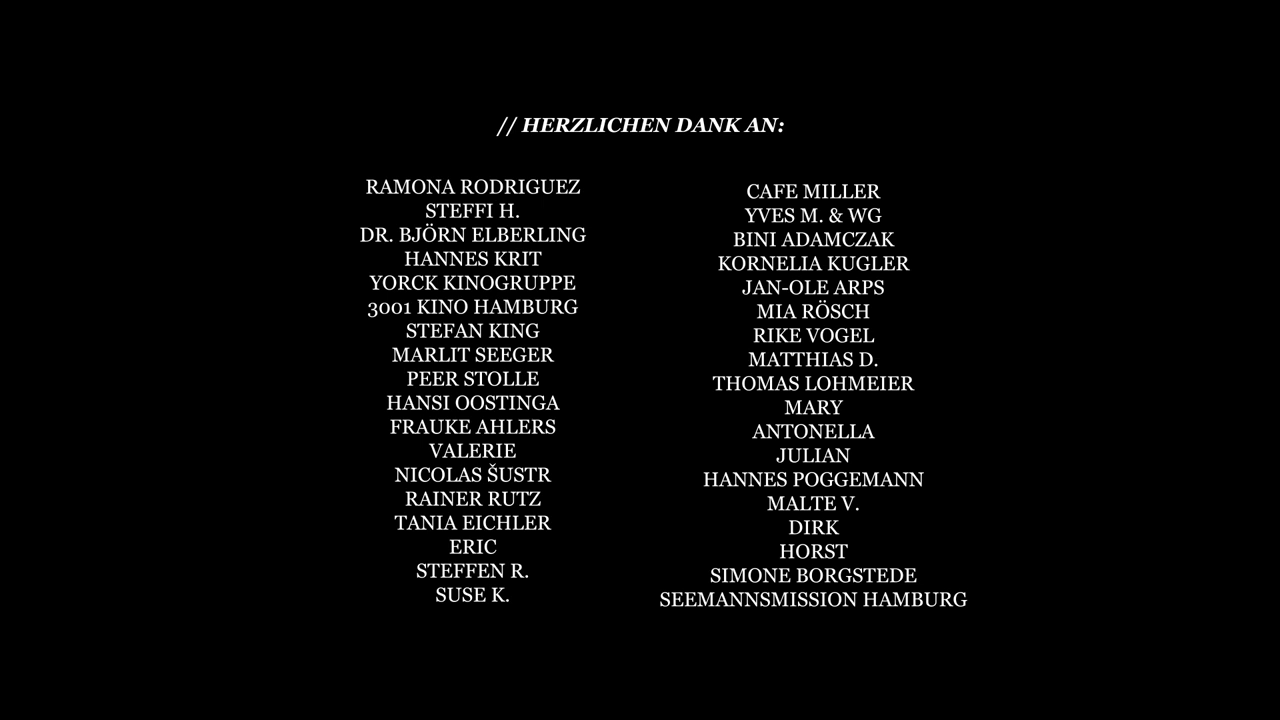 // HERZLICHEN DANK AN:
RAMONA RODRIGUEZ
STEFFI H.
DR. BJÖRN ELBERLING
HANNES KRIT
YORCK KINOGRUPPE
3001 KINO HAMBURG
STEFAN KING
MARLIT SEEGER
PEER STOLLE
HANSI OOSTINGA
FRAUKE AHLERS
VALERIE
NICOLAS ŠUSTR
RAINER RUTZ
TANIA EICHLER
ERIC
STEFFEN R.
SUSE K.
CAFE MILLER
YVES M. & WG
BINI ADAMCZAK
KORNELIA KUGLER
JAN-OLE ARPS
MIA RÖSCH
RIKE VOGEL
MATTHIAS D.
THOMAS LOHMEIER
MARY
ANTONELLA
JULIAN
HANNES POGGEMANN
MALTE V.
DIRK
HORST
SIMONE BORGSTEDE
SEEMANNSMISSION HAMBURG